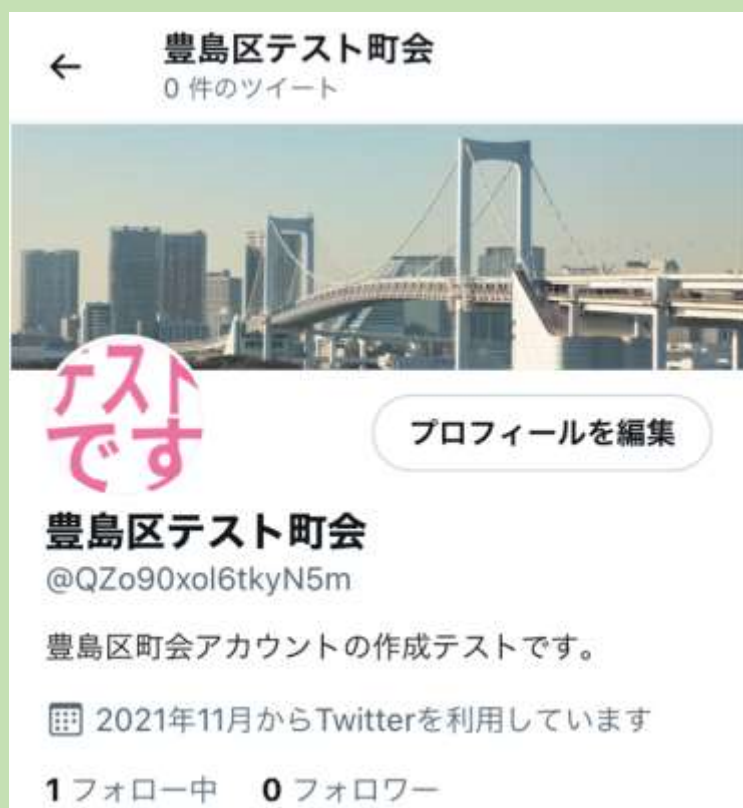 豊島区テスト町会
0 件のツイート
テスト
です
プロフィールを編集
豊島区テスト町会
@QZo90xol6tkyN5m
豊島区町会アカウントの作成テストです。
2021年11月からTwitterを利用しています
1 フォロー中 0 フォロワー